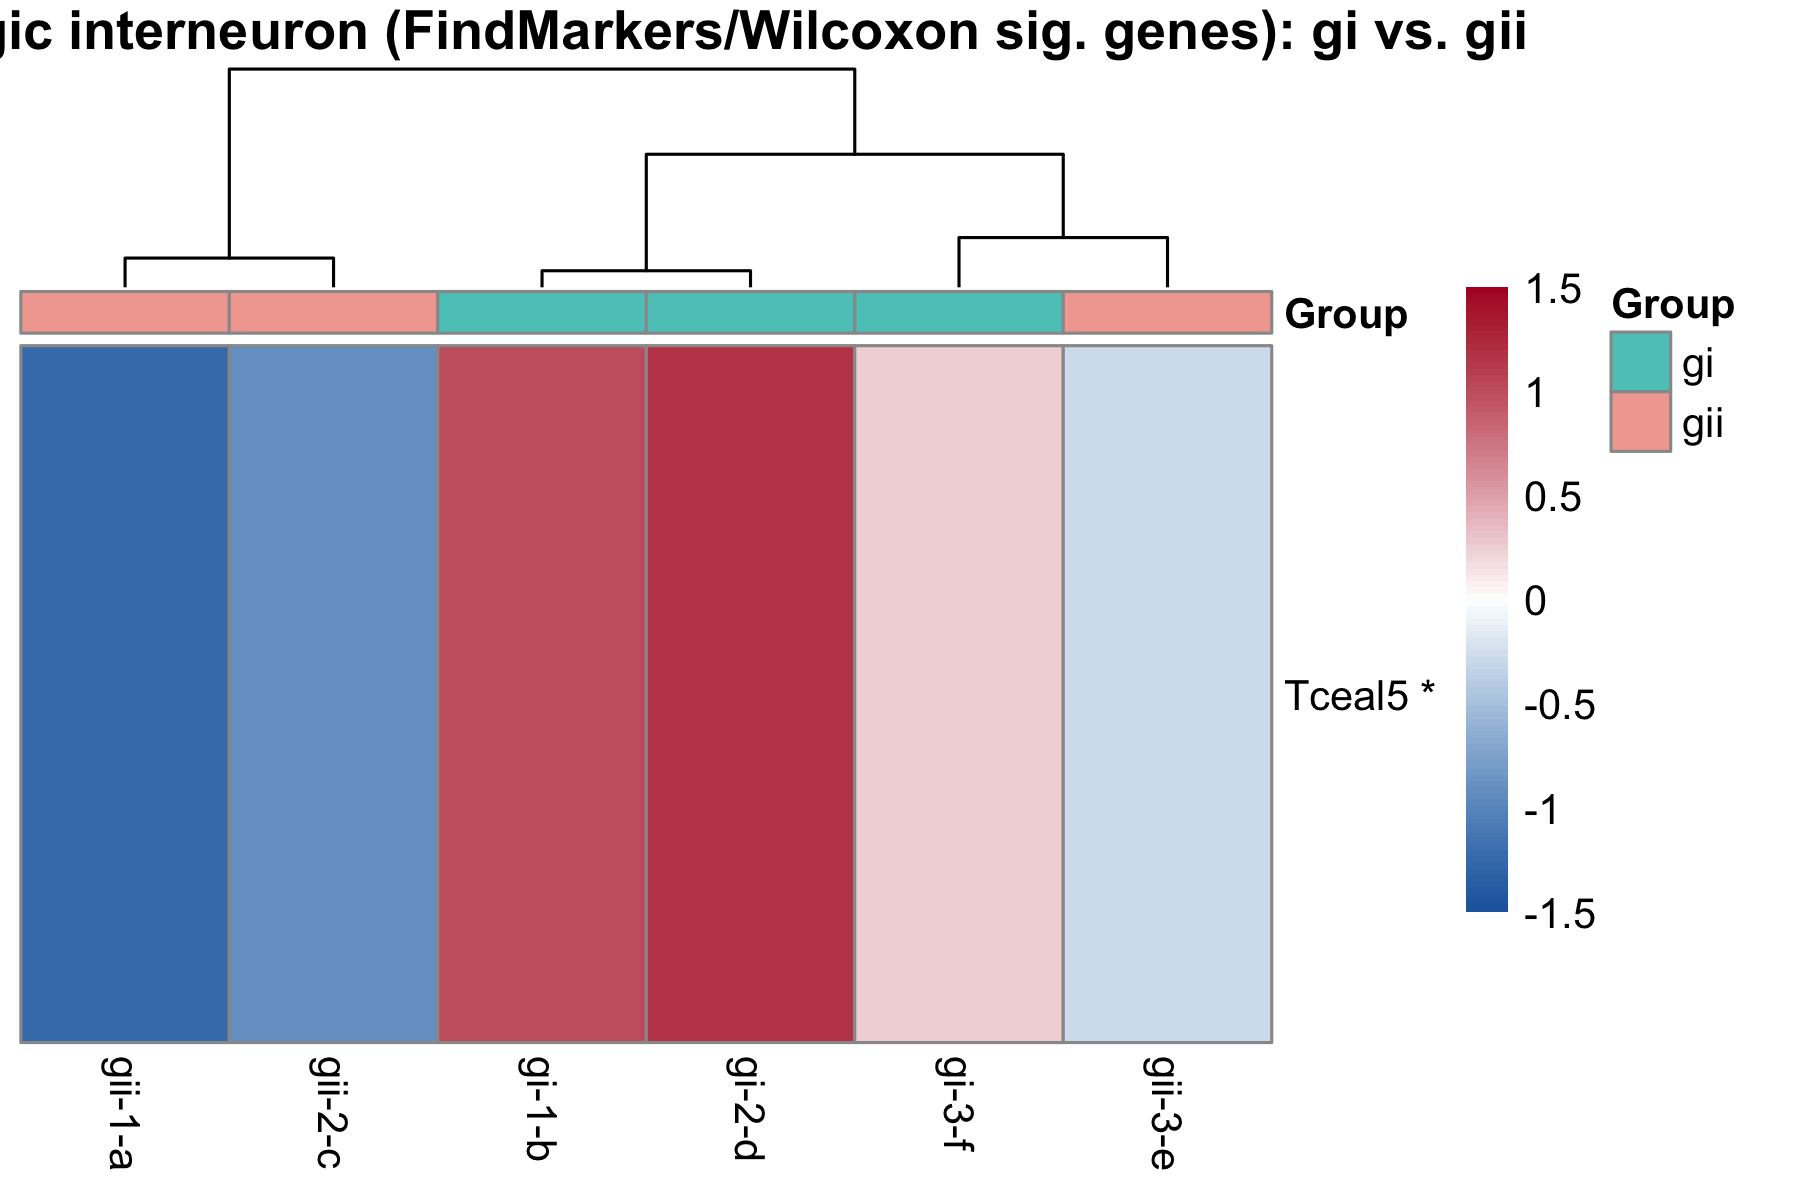 gic interneuron (FindMarkers/Wilcoxon sig. genes): gi vs. gii
Group
Tceal5 *
1.5
1
0.5
0
-0.5
-1
-1.5
Group
gi
gii
gii-1-a
gii-2-c
gi-1-b
gi-2-d
gi-3-f
gii-3-e